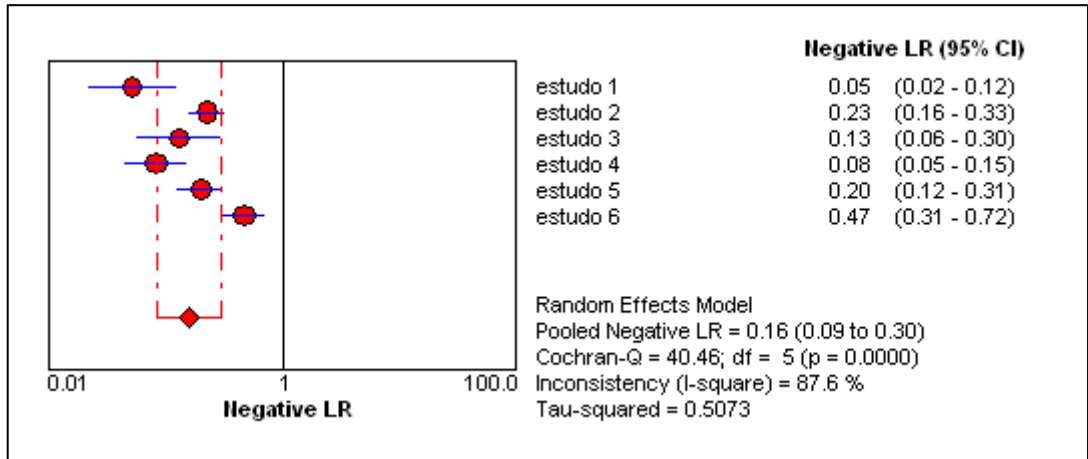 Negative LR (95% CI)
estudo 1 0.05 (0.02 - 0.12)
estudo 2 0.23 (0.16 - 0.33)
estudo 3 0.13 (0.06 - 0.30)
estudo 4 0.08 (0.05 - 0.15)
estudo 5 0.20 (0.12 - 0.31)
estudo 6 0.47 (0.31 - 0.72)
Random Effects Model
Pooled Negative LR = 0.16 (0.09 to 0.30)
Cochran-Q = 40.46; df = 5 (p = 0.0000)
Inconsistency (I-square) = 87.6 %
Tau-squared = 0.5073
0.01 1 100.0
Negative LR